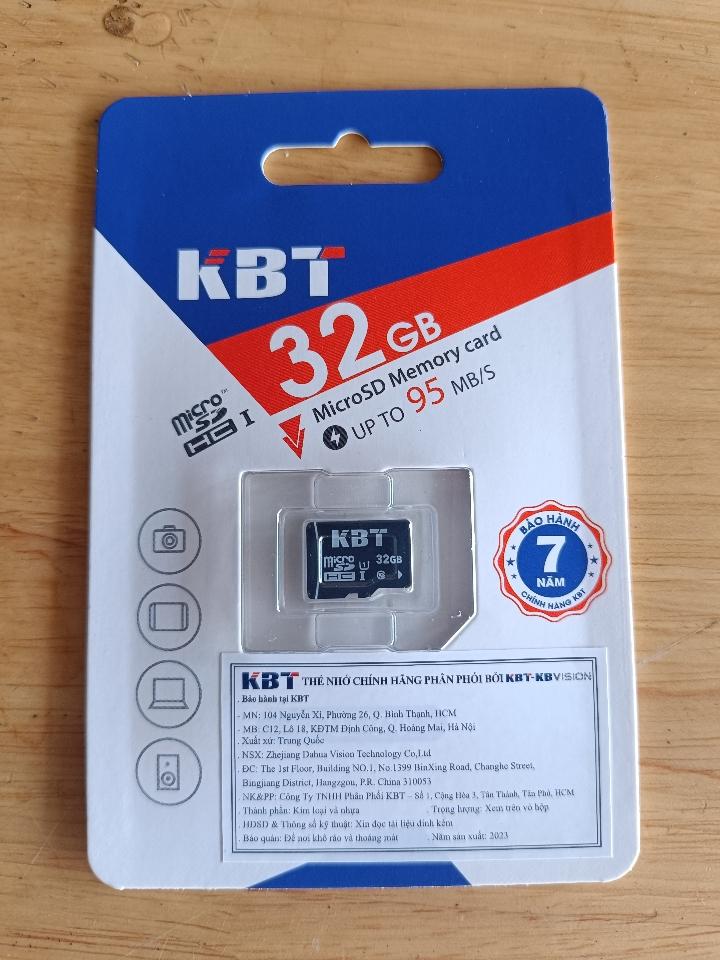 KBT
32GB
MicroSD Memory card
UP TO 95 MB/S
micro SD HC I
KBT
micro SD HC I U1 32GB
10
BẢO HÀNH
7
NĂM
CHÍNH HÃNG KBT
KBT THẺ NHỚ CHÍNH HÃNG PHÂN PHỐI BỞI KBT-KBVISION
. Bảo hành tại KBT
- MN: 104 Nguyễn Xí, Phường 26, Q. Bình Thạnh, HCM
- MB: C12, Lô 18, KĐTM Định Công, Q. Hoàng Mai, Hà Nội
. Xuất xứ: Trung Quốc
. NSX: Zhejiang Dahua Vision Technology Co,Ltd
. ĐC: The 1st Floor, Building NO.1, No.1399 BinXing Road, Changhe Street,
Bingjiang District, Hangzgou, P.R. China 310053
. NK&PP: Công Ty TNHH Phân Phối KBT – Số 1, Cộng Hòa 3, Tân Thành, Tân Phú, HCM
. Thành phần: Kim loại và nhựa . Trọng lượng: Xem trên vỏ hộp
. HDSD & Thông số kỹ thuật: Xin đọc tài liệu đính kèm
. Bảo quản: Để nơi khô ráo và thoáng mát . Năm sản xuất: 2023